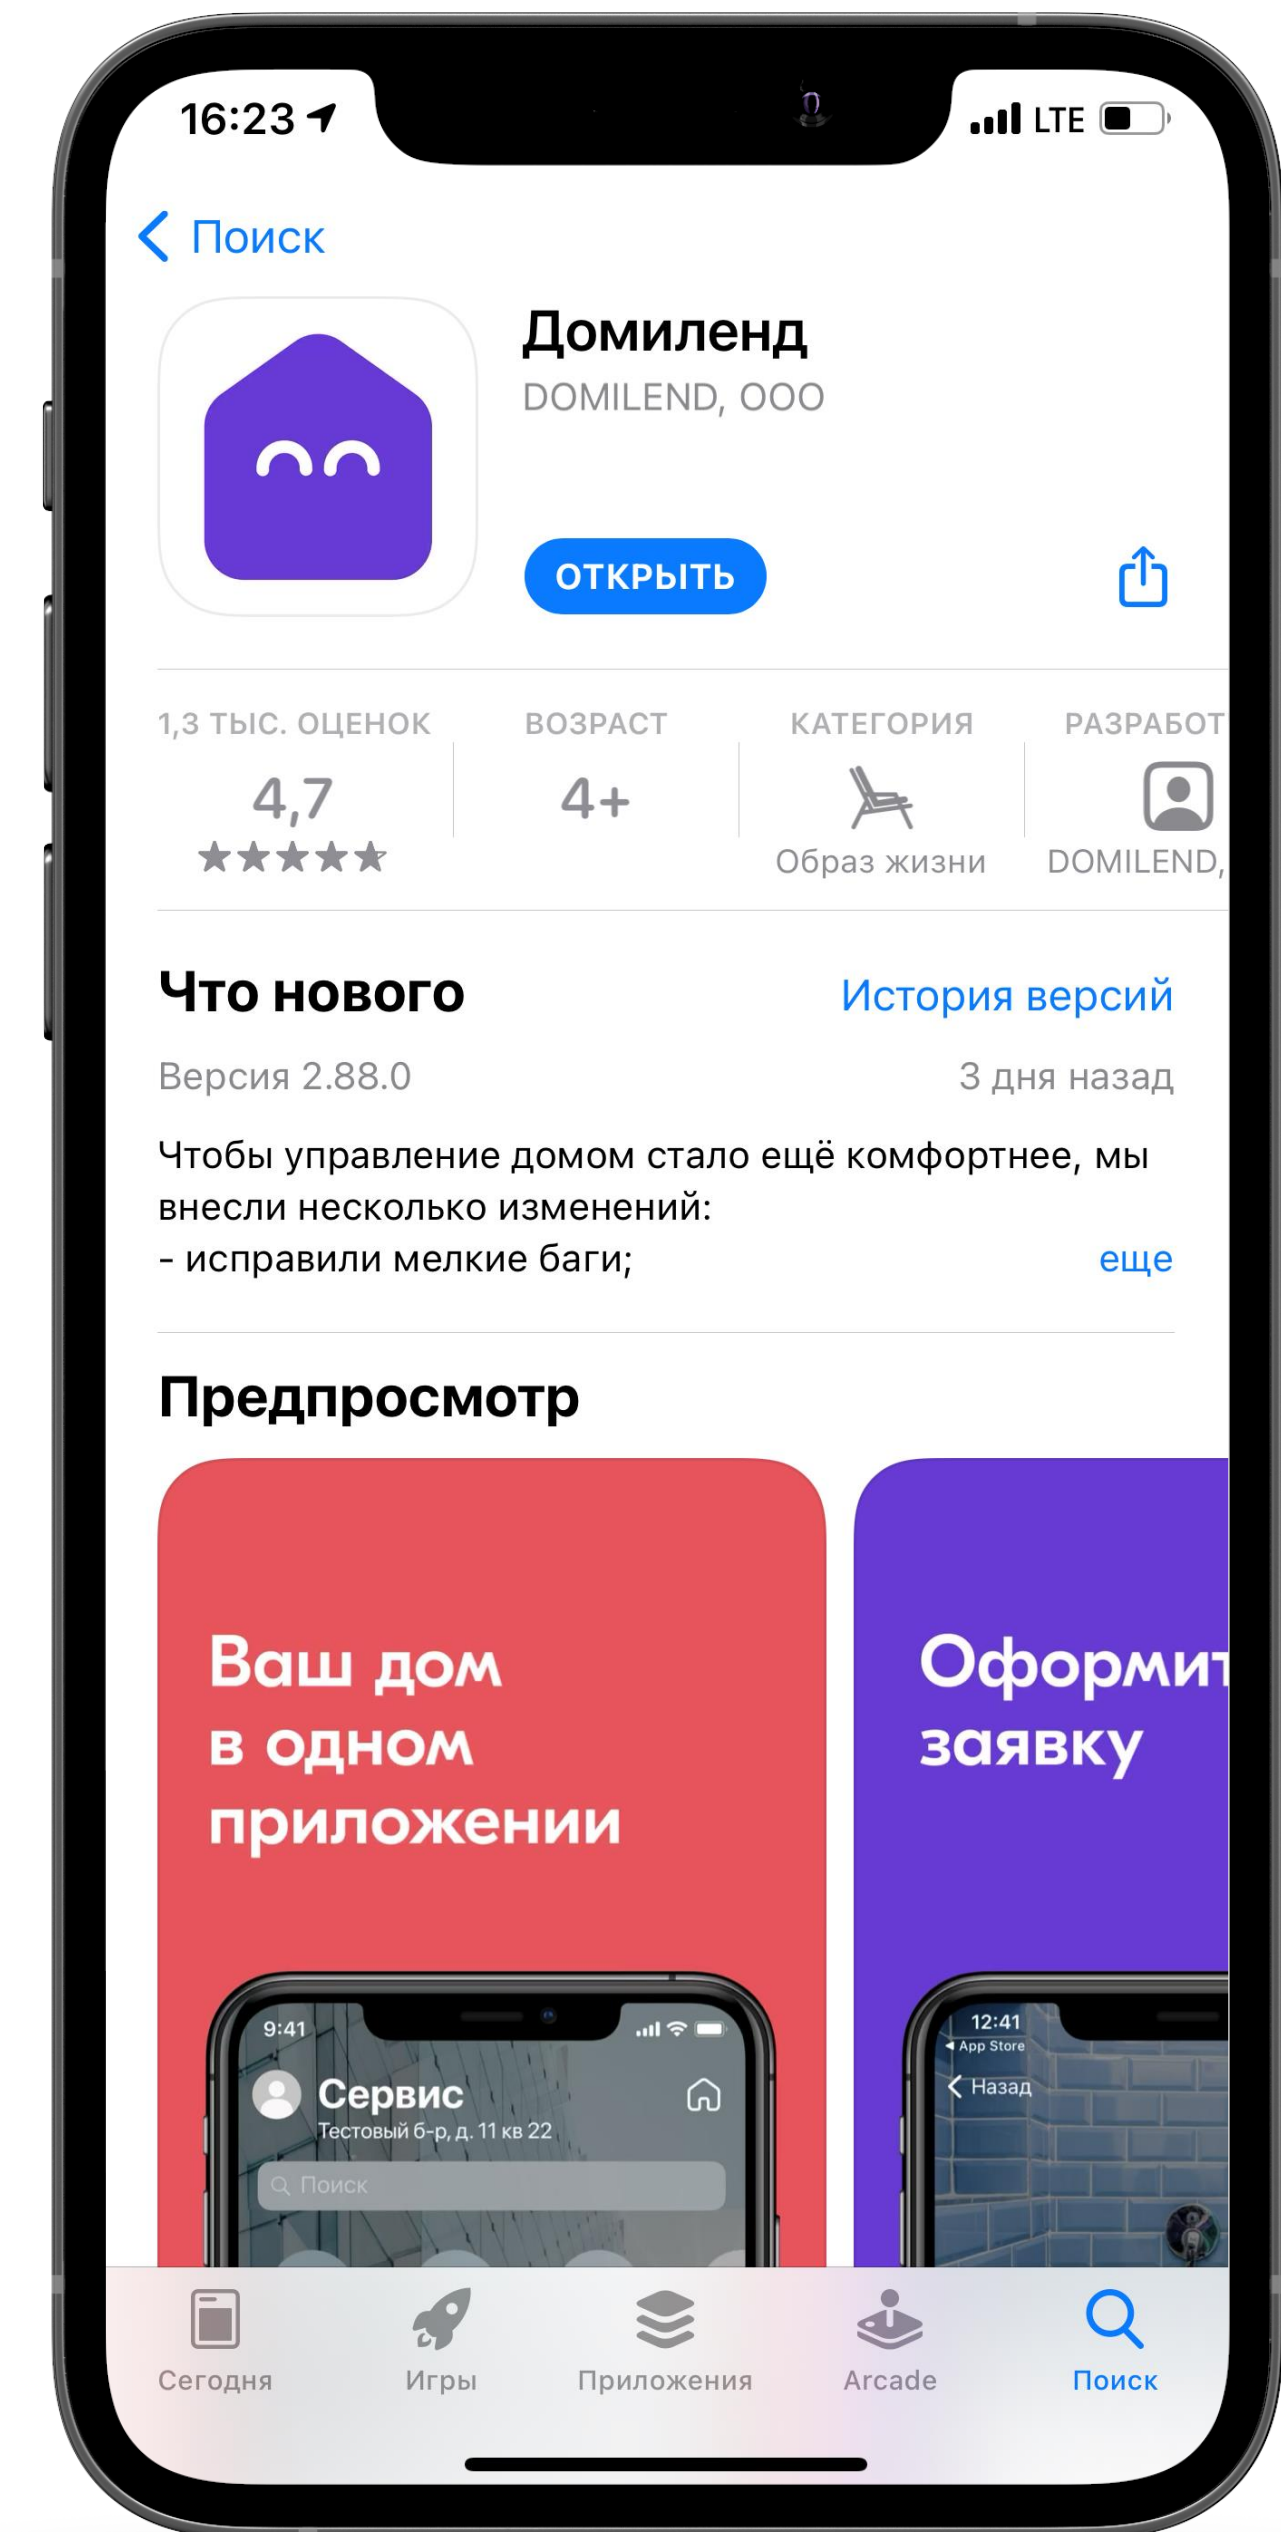 16:23
LTE
Поиск
Домиленд
DOMILEND, ООО
ОТКРЫТЬ
1,3 ТЫС. ОЦЕНОК
4,7
ВОЗРАСТ
4+
КАТЕГОРИЯ
Образ жизни
РАЗРАБОТ
DOMILEND,
Что нового
История версий
Версия 2.88.0
3 дня назад
Чтобы управление домом стало ещё комфортнее, мы
внесли несколько изменений:
- исправили мелкие баги;
еще
Предпросмотр
Ваш дом
в одном
приложении
9:41
Сервис
Тестовый б-р, д. 11 кв 22
Поиск
Оформит
заявку
12:41
App Store
Назад
Сегодня
Игры
Приложения
Arcade
Поиск